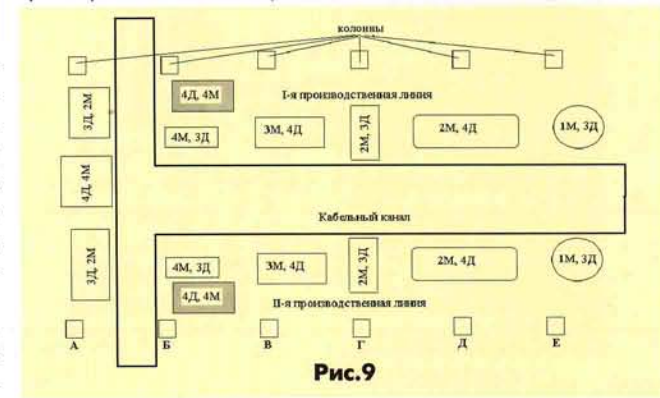 колонны
4Д, 4М
I-я производственная линия
3Д, 2М
4М, 3Д
3М, 4Д
2М, 3Д
2М, 4Д
1М, 3Д
4Д, 4М
Кабельный канал
3Д, 2М
4М, 3Д
3М, 4Д
2М, 3Д
2М, 4Д
1М, 3Д
4Д, 4М
II-я производственная линия
А Б В Г Д Е
Рис.9